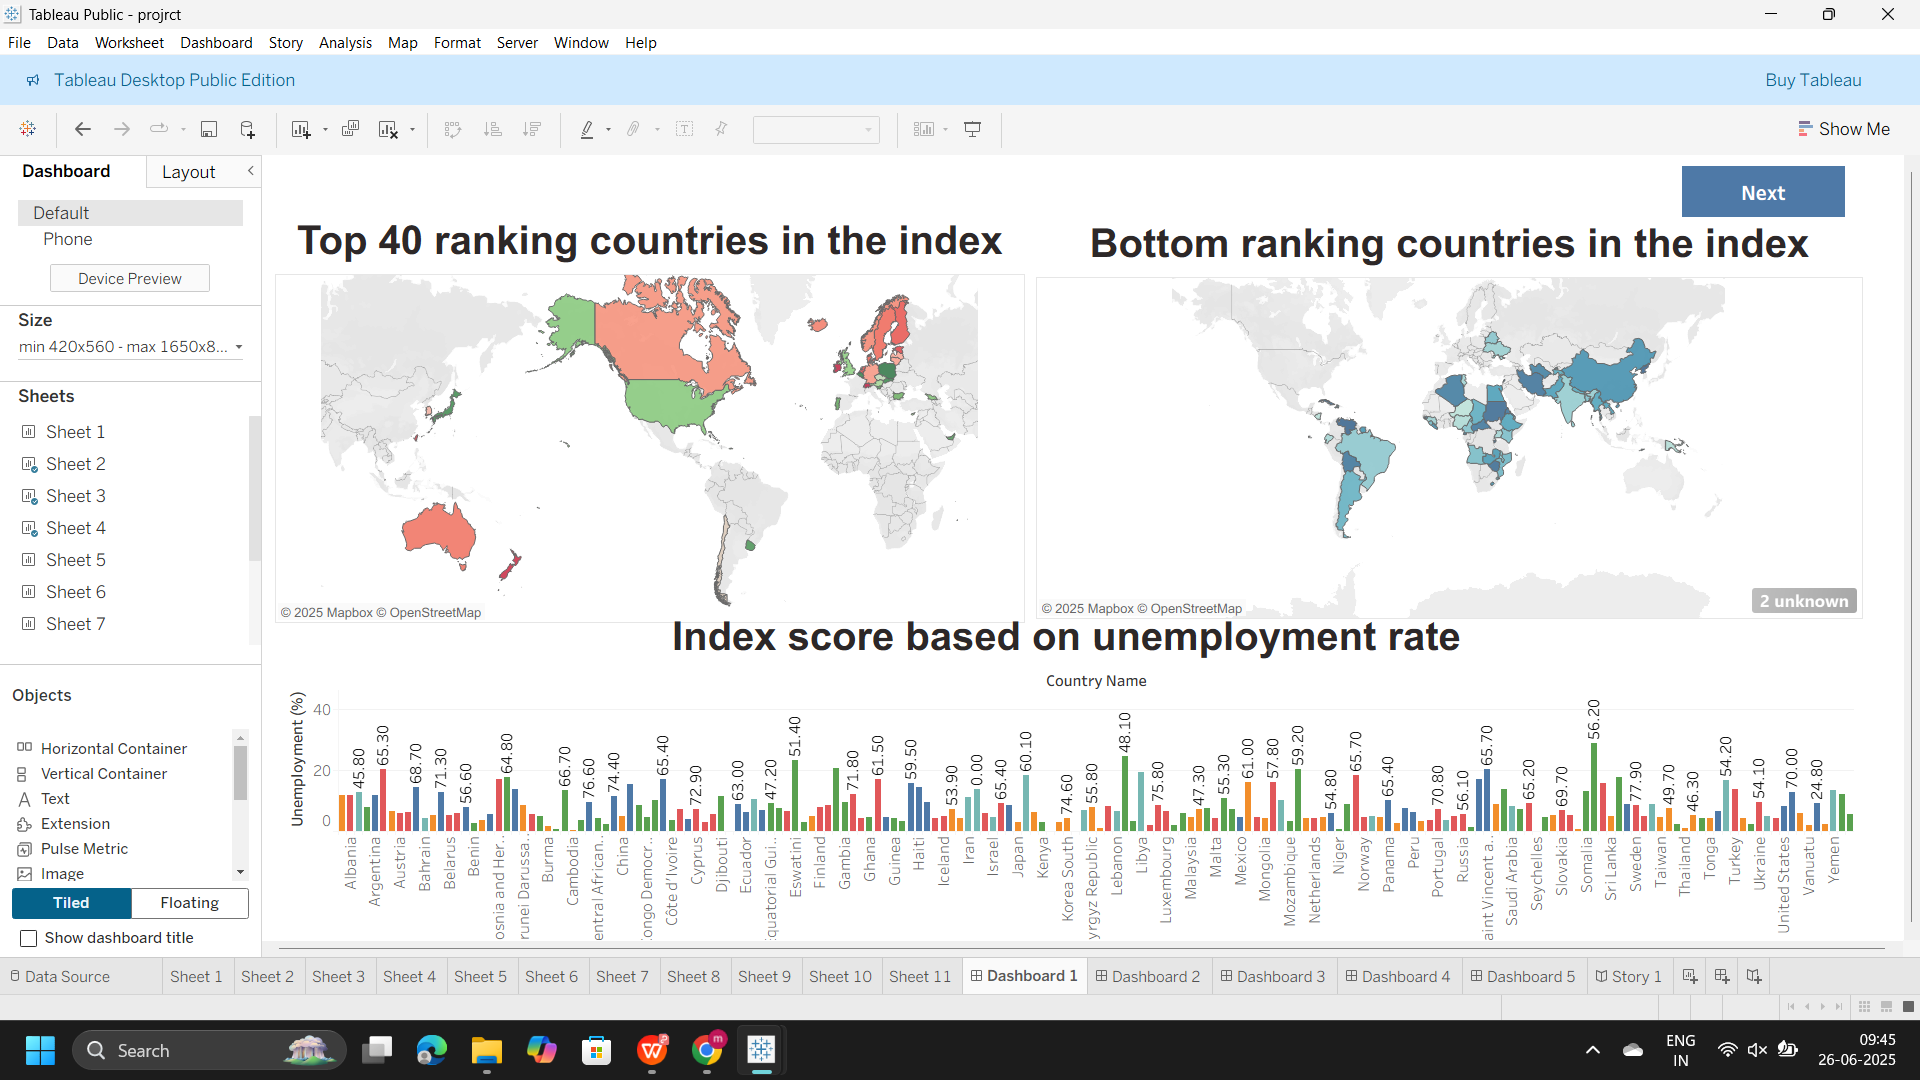 Tableau Public - projrct
File Data Worksheet Dashboard Story Analysis Map Format Server Window Help
Tableau Desktop Public Edition
Buy Tableau
Show Me
Dashboard
Layout
Default
Phone
Device Preview
Size
min 420x560 - max 1650x8...
Sheets
Sheet 1
Sheet 2
Sheet 3
Sheet 4
Sheet 5
Sheet 6
Sheet 7
Objects
Horizontal Container
Vertical Container
Text
Extension
Pulse Metric
Image
Tiled
Floating
Show dashboard title
Next
Top 40 ranking countries in the index
Bottom ranking countries in the index
© 2025 Mapbox © OpenStreetMap
© 2025 Mapbox © OpenStreetMap
2 unknown
Index score based on unemployment rate
Country Name
Unemployment (%)
40
20
0
45.80
65.30
68.70
71.30
56.60
64.80
66.70
76.60
74.40
65.40
72.90
63.00
47.20
51.40
71.80
61.50
59.50
53.90
0.00
65.40
60.10
74.60
55.80
48.10
75.80
47.30
55.30
61.00
57.80
59.20
54.80
65.70
65.40
70.80
56.10
65.70
65.20
69.70
56.20
77.90
49.70
46.30
54.20
54.10
70.00
24.80
Albania
Argentina
Austria
Bahrain
Belarus
Benin
osnia and Her..
runei Darussa..
Burma
Cambodia
entral African..
China
ongo Democr..
Côte d'Ivoire
Cyprus
Djibouti
Ecuador
quatorial Gui..
Eswatini
Finland
Gambia
Ghana
Guinea
Haiti
Iceland
Iran
Israel
Japan
Kenya
Korea South
yrgyz Republic
Lebanon
Libya
Luxembourg
Malaysia
Malta
Mexico
Mongolia
Mozambique
Netherlands
Niger
Norway
Panama
Peru
Portugal
Russia
aint Vincent a..
Saudi Arabia
Seychelles
Slovakia
Somalia
Sri Lanka
Sweden
Taiwan
Thailand
Tonga
Turkey
Ukraine
United States
Vanuatu
Yemen
Data Source
Sheet 1
Sheet 2
Sheet 3
Sheet 4
Sheet 5
Sheet 6
Sheet 7
Sheet 8
Sheet 9
Sheet 10
Sheet 11
Dashboard 1
Dashboard 2
Dashboard 3
Dashboard 4
Dashboard 5
Story 1
Search
m
ENG
IN
09:45
26-06-2025